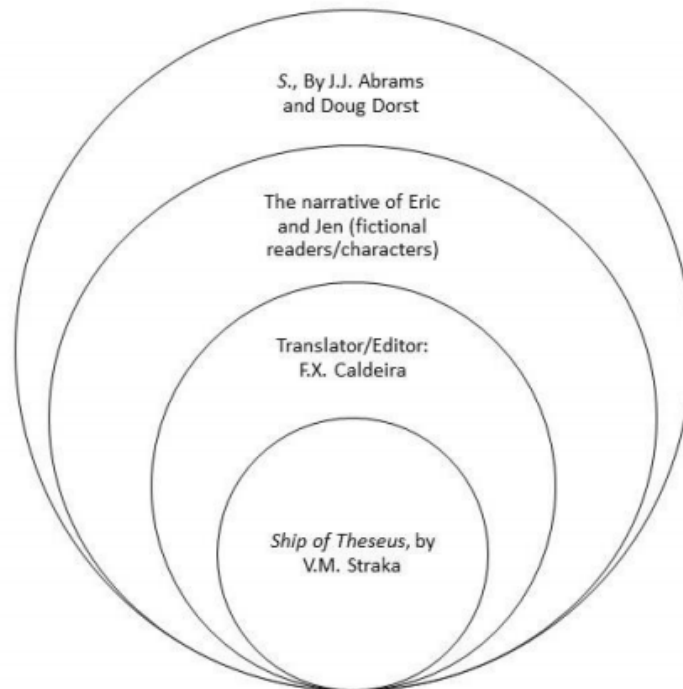 S., By J.J. Abrams
and Doug Dorst
The narrative of Eric
and Jen (fictional
readers/characters)
Translator/Editor:
F.X. Caldeira
Ship of Theseus, by
V.M. Straka